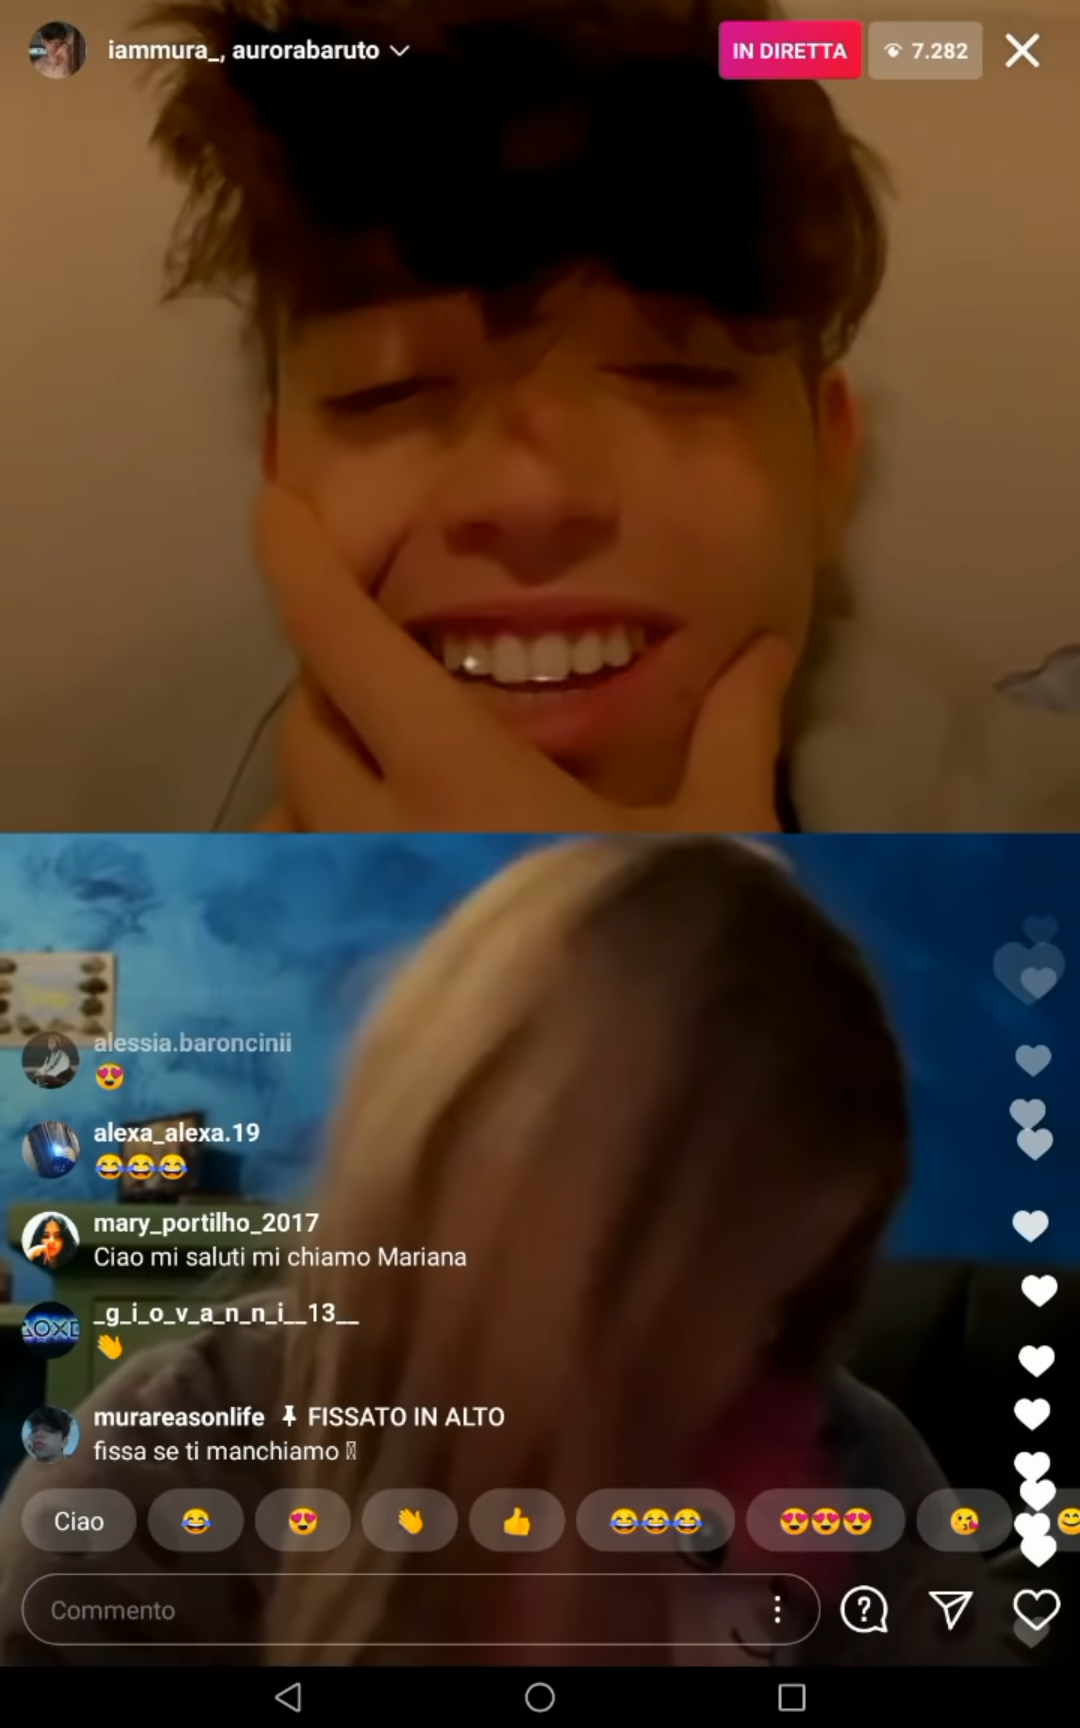 iammura_, aurorabaruto
IN DIRETTA
7.282
alessia.baroncinii
😍
alexa_alexa.19
😂😂😂
mary_portilho_2017
Ciao mi saluti mi chiamo Mariana
_g_i_o_v_a_n_n_i__13__
👋
murareasonlife FISSATO IN ALTO
fissa se ti manchiamo
Ciao 😂 😍 👋 👍 😂😂😂 😍😍😍 😘 😊
Commento